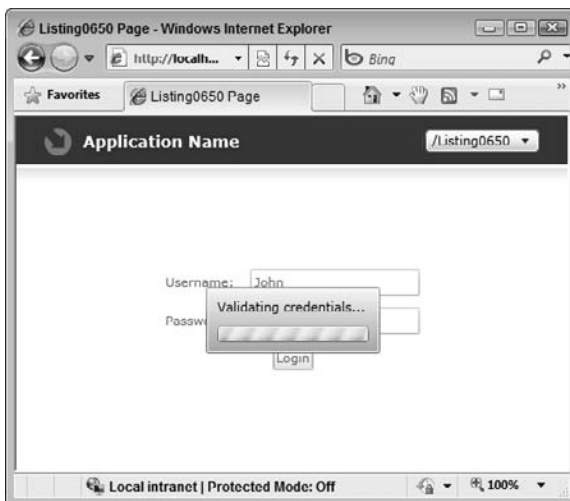 Listing0650 Page - Windows Internet Explorer
http://localh...
Bing
Favorites
Listing0650 Page
Application Name
/Listing0650
Username:
John
Validating credentials...
Login
Local intranet | Protected Mode: Off
100%